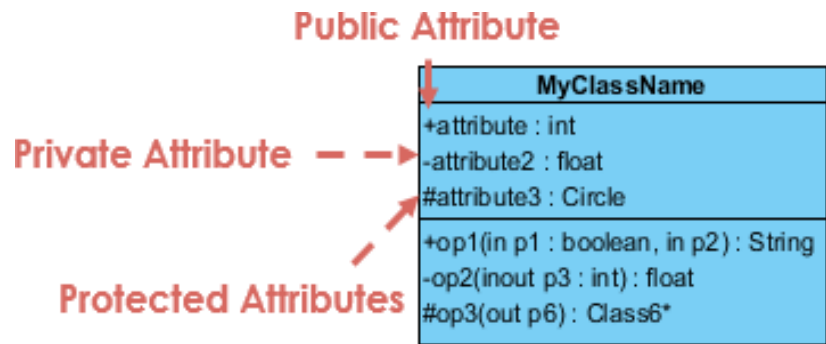 Public Attribute
MyClassName
+attribute : int
Private Attribute
-attribute2 : float
#attribute3 : Circle
+op1(in p1 : boolean, in p2) : String
-op2(inout p3 : int) : float
Protected Attributes
#op3(out p6) : Class6*